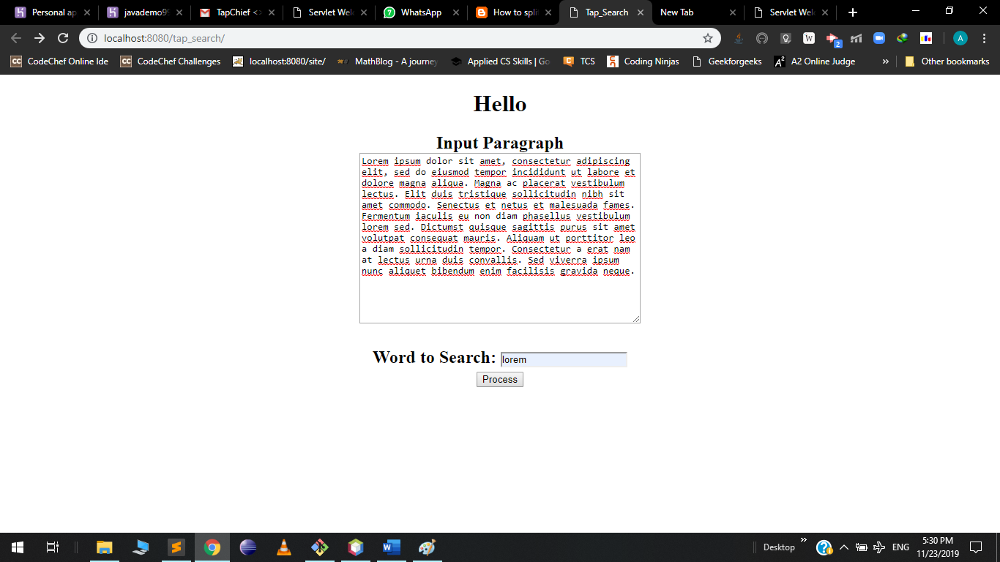 Personal ap
javademo99
TapChief <>
Servlet Welc
WhatsApp
How to split
Tap_Search
New Tab
Servlet Welc
localhost:8080/tap_search/
2
A
CodeChef Online Ide
CodeChef Challenges
localhost:8080/site/
MathBlog - A journey
Applied CS Skills | Go
TCS
Coding Ninjas
Geekforgeeks
A2 Online Judge
»
Other bookmarks
Hello
Input Paragraph
Lorem ipsum dolor sit amet, consectetur adipiscing
elit, sed do eiusmod tempor incididunt ut labore et
dolore magna aliqua. Magna ac placerat vestibulum
lectus. Elit duis tristique sollicitudin nibh sit
amet commodo. Senectus et netus et malesuada fames.
Fermentum iaculis eu non diam phasellus vestibulum
lorem sed. Dictumst quisque sagittis purus sit amet
volutpat consequat mauris. Aliquam ut porttitor leo
a diam sollicitudin tempor. Consectetur a erat nam
at lectus urna duis convallis. Sed viverra ipsum
nunc aliquet bibendum enim facilisis gravida neque.
Word to Search: lorem
Process
Desktop
»
ENG
5:30 PM
11/23/2019